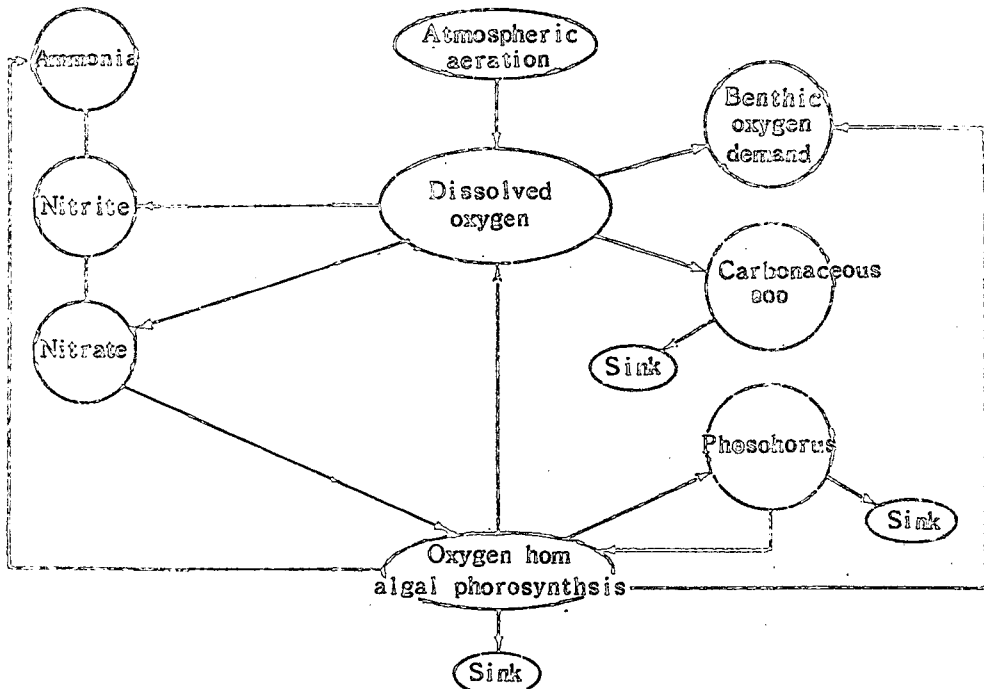 Ammonia
Atmospheric
aeration
Benthic
oxygen
demand
Nitrite
Dissolved
oxygen
Carbonaceous
ooo
Nitrate
Sink
Phosohorus
Sink
Oxygen hom
algal phorosynthsis
Sink